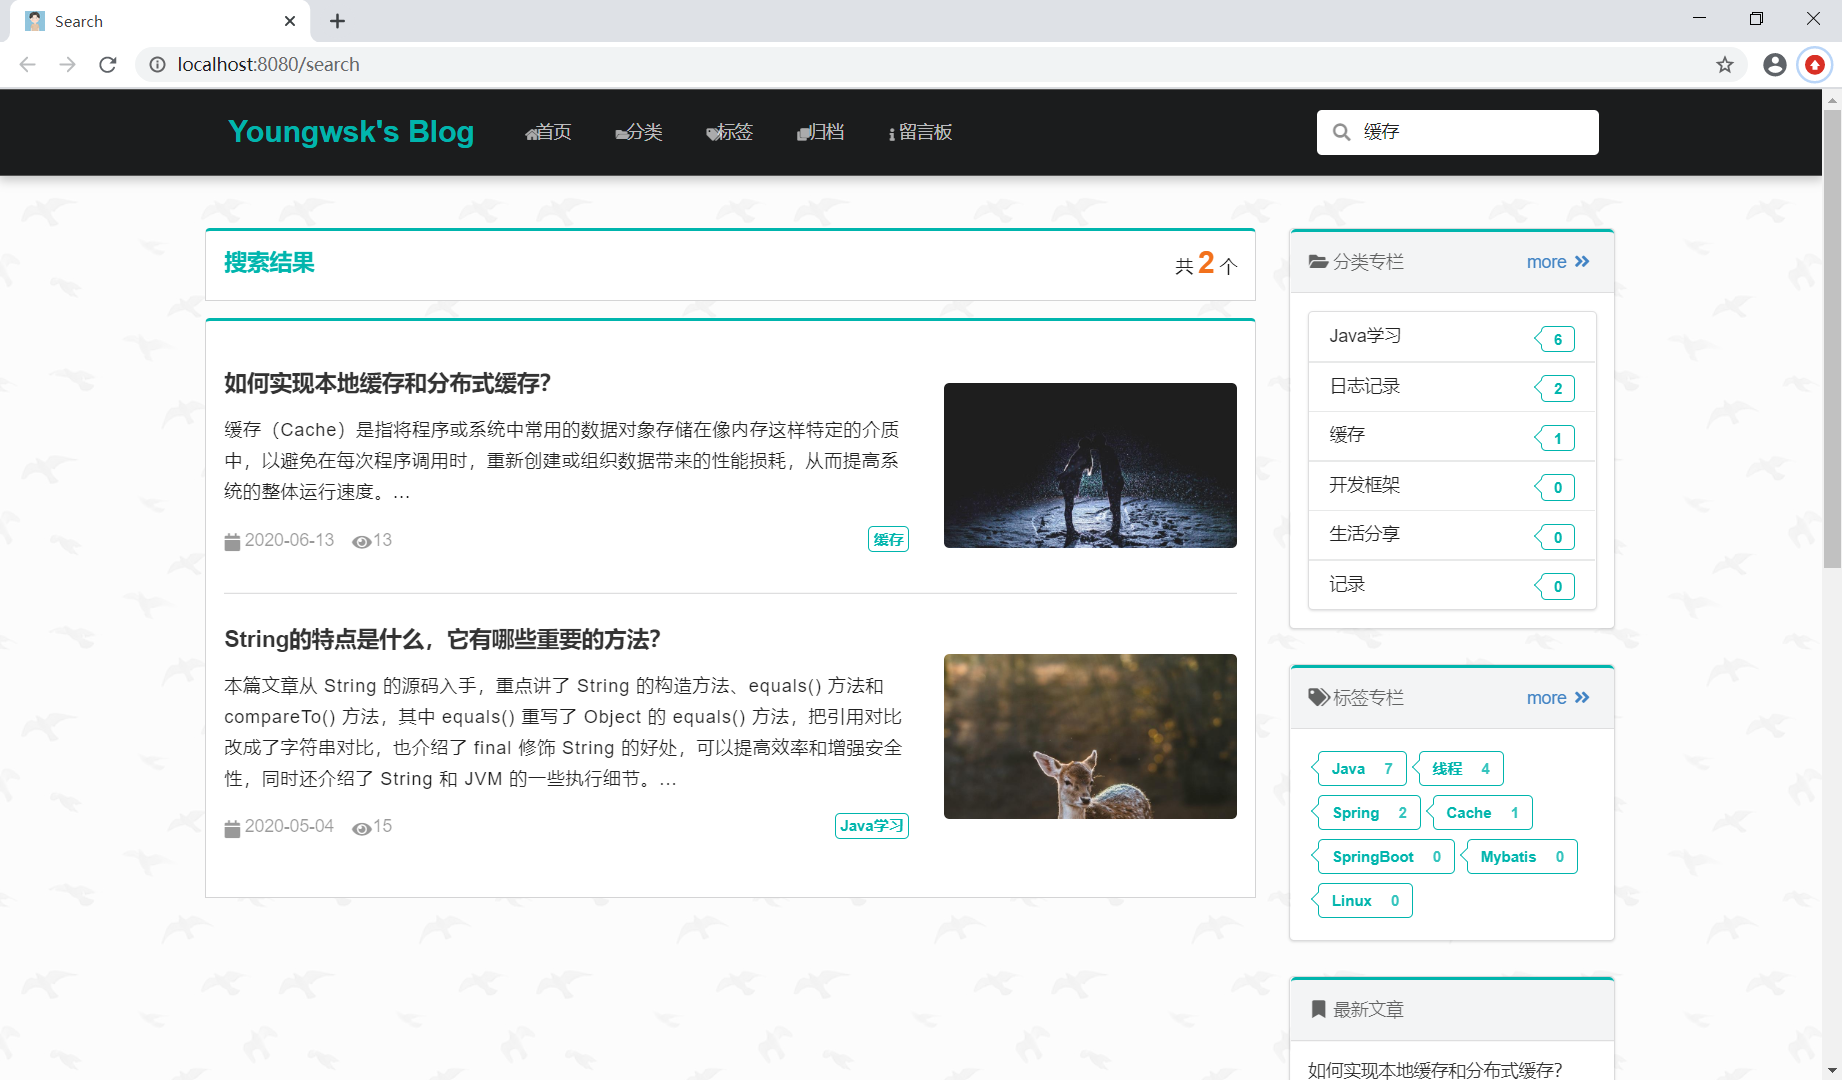 Search
localhost:8080/search
Youngwsk's Blog
首页
分类
标签
归档
留言板
缓存
搜索结果
共 2 个
如何实现本地缓存和分布式缓存？
缓存（Cache）是指将程序或系统中常用的数据对象存储在像内存这样特定的介质
中，以避免在每次程序调用时，重新创建或组织数据带来的性能损耗，从而提高系
统的整体运行速度。...
2020-06-13 13
缓存
String的特点是什么，它有哪些重要的方法？
本篇文章从 String 的源码入手，重点讲了 String 的构造方法、equals() 方法和
compareTo() 方法，其中 equals() 重写了 Object 的 equals() 方法，把引用对比
改成了字符串对比，也介绍了 final 修饰 String 的好处，可以提高效率和增强安全
性，同时还介绍了 String 和 JVM 的一些执行细节。...
2020-05-04 15
Java学习
分类专栏 more
Java学习 6
日志记录 2
缓存 1
开发框架 0
生活分享 0
记录 0
标签专栏 more
Java 7 线程 4
Spring 2 Cache 1
SpringBoot 0 Mybatis 0
Linux 0
最新文章
如何实现本地缓存和分布式缓存？